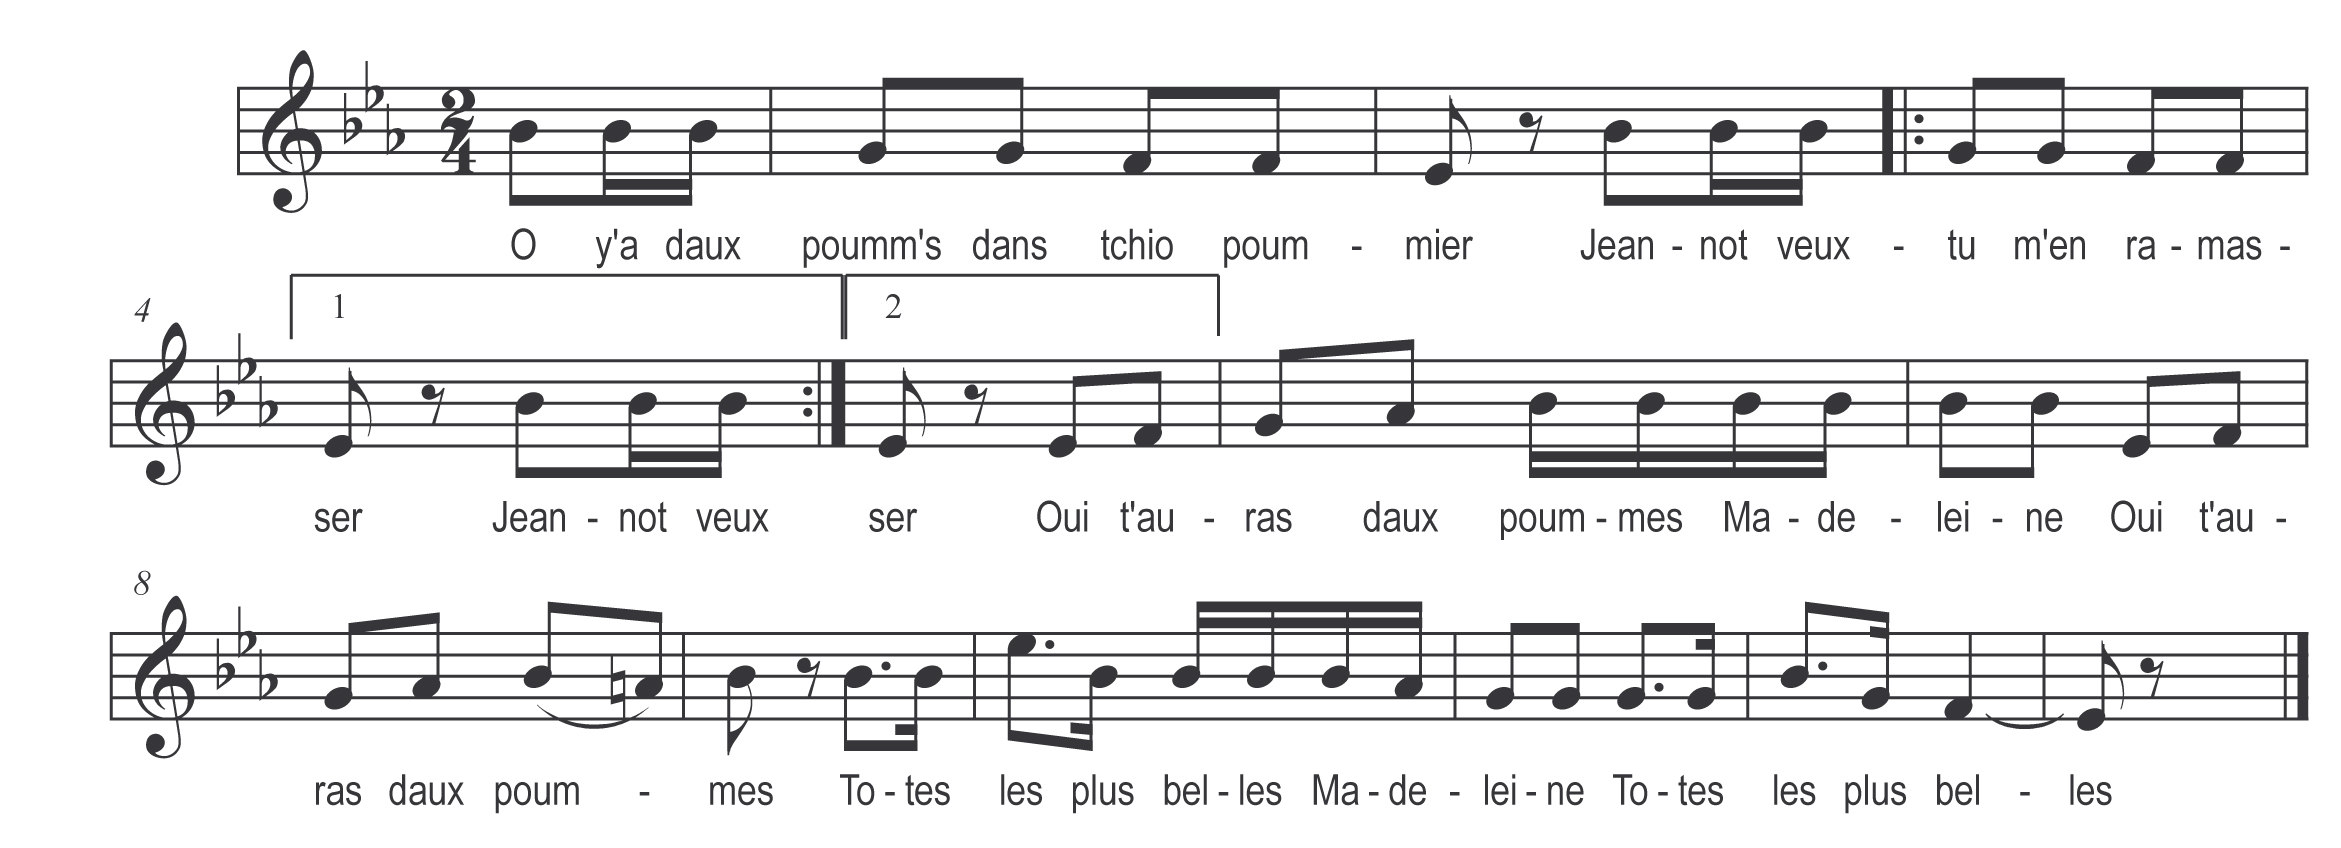 2
4
O y'a daux poumm's dans tchio poum - mier Jean - not veux - tu m'en ra - mas -
4 1 2
ser Jean - not veux ser Oui t'au - ras daux poum - mes Ma - de - lei - ne Oui t'au -
8
ras daux poum - mes To - tes les plus bel - les Ma - de - lei - ne To - tes les plus bel - les